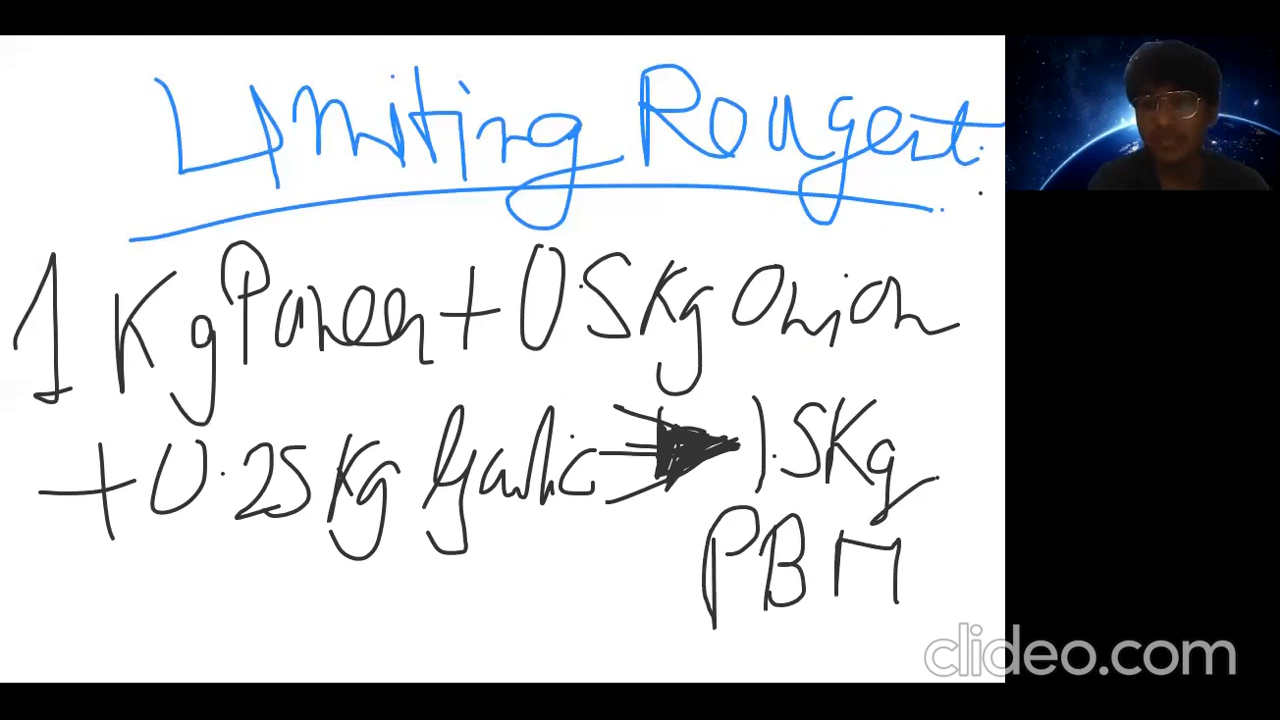 Limiting Reagent.
1 Kg Paneer + 0.5 Kg Onion
+ 0.25 Kg Garlic → 1.5 Kg
PBM
clideo.com